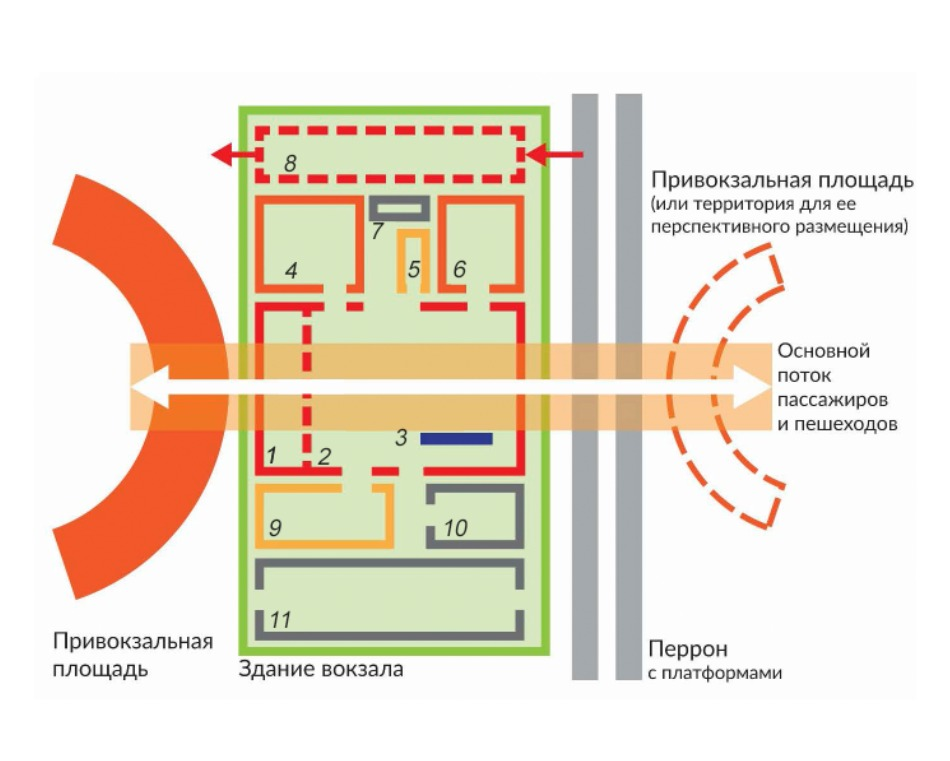 8
Привокзальная площадь
(или территория для ее
перспективного размещения)
7
4
5
6
Основной
поток
пассажиров
и пешеходов
3
1
2
9
10
11
Привокзальная
площадь
Здание вокзала
Перрон
с платформами